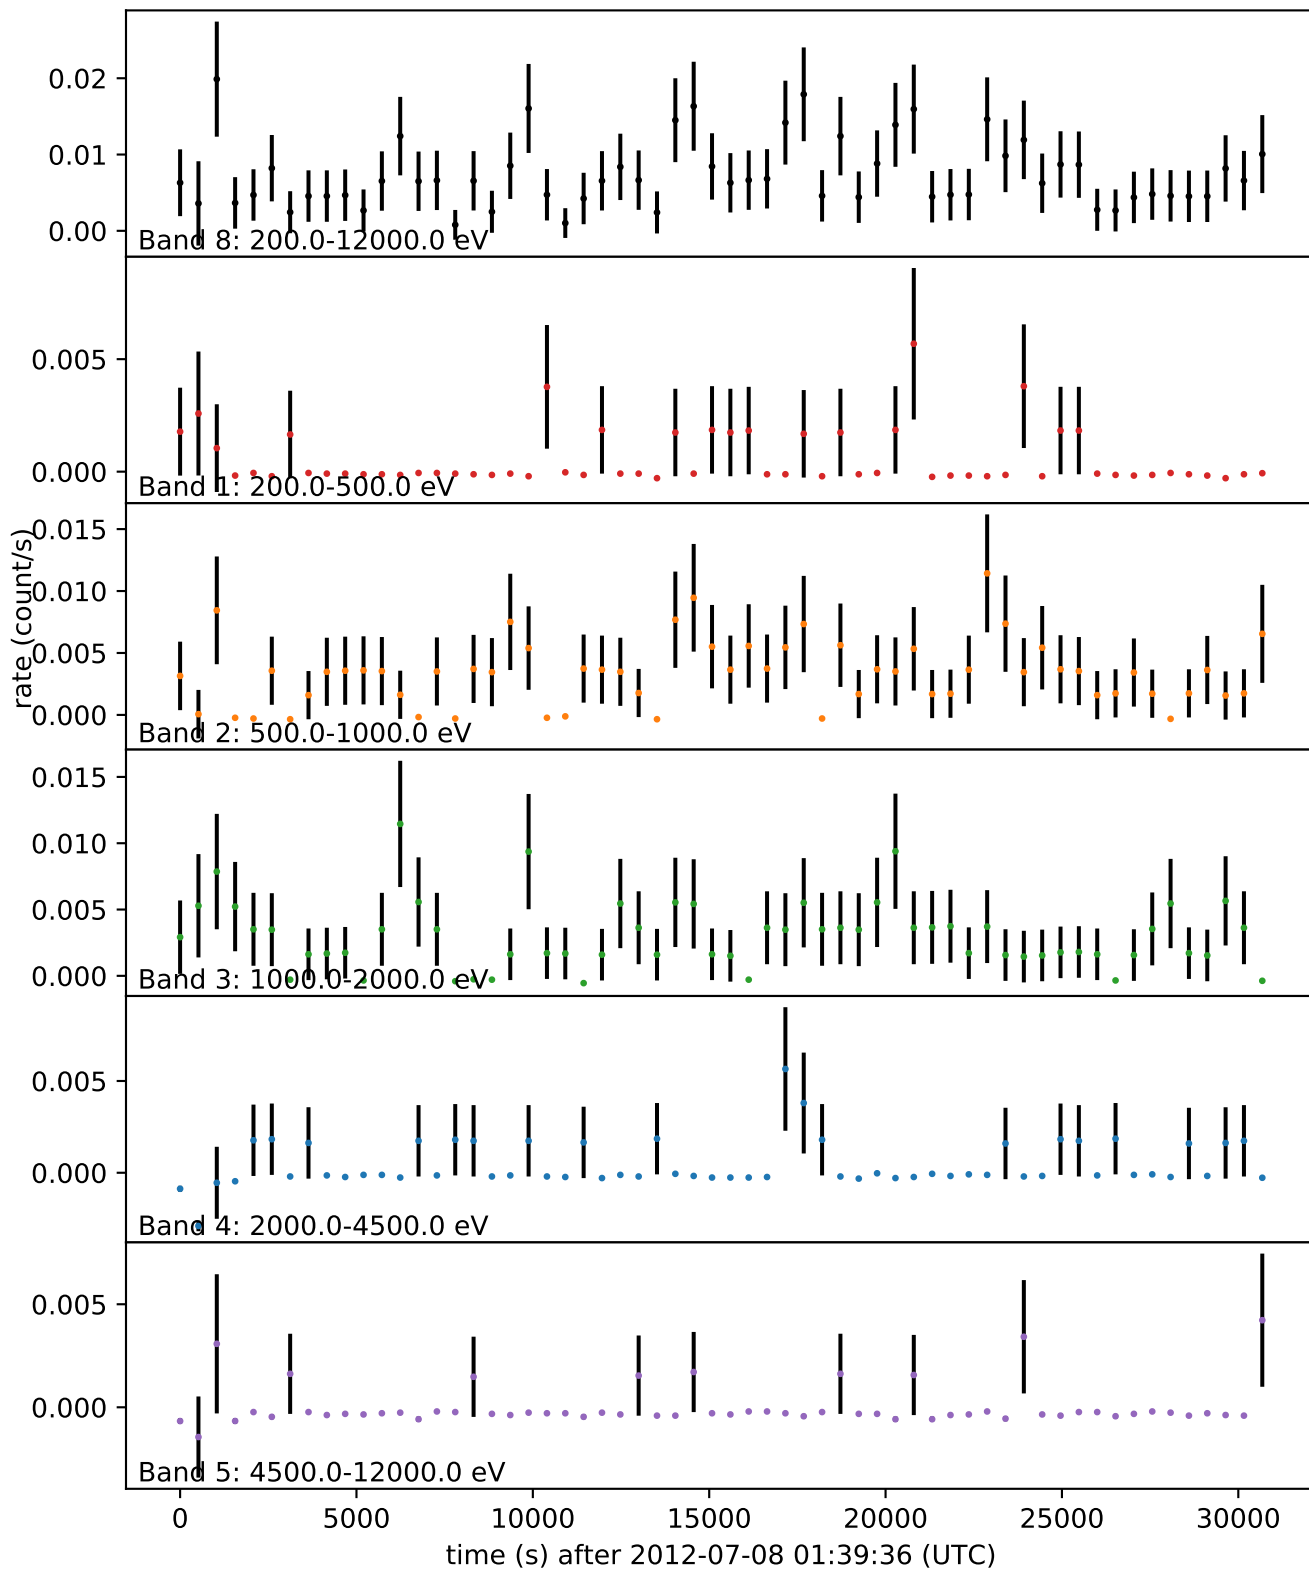 0.02
0.01
0.00
Band 8: 200.0-12000.0 eV
0.005
0.000
Band 1: 200.0-500.0 eV
rate (count/s)
0.015
0.010
0.005
0.000
Band 2: 500.0-1000.0 eV
0.015
0.010
0.005
0.000
Band 3: 1000.0-2000.0 eV
0.005
0.000
Band 4: 2000.0-4500.0 eV
0.005
0.000
Band 5: 4500.0-12000.0 eV
0 5000 10000 15000 20000 25000 30000
time (s) after 2012-07-08 01:39:36 (UTC)